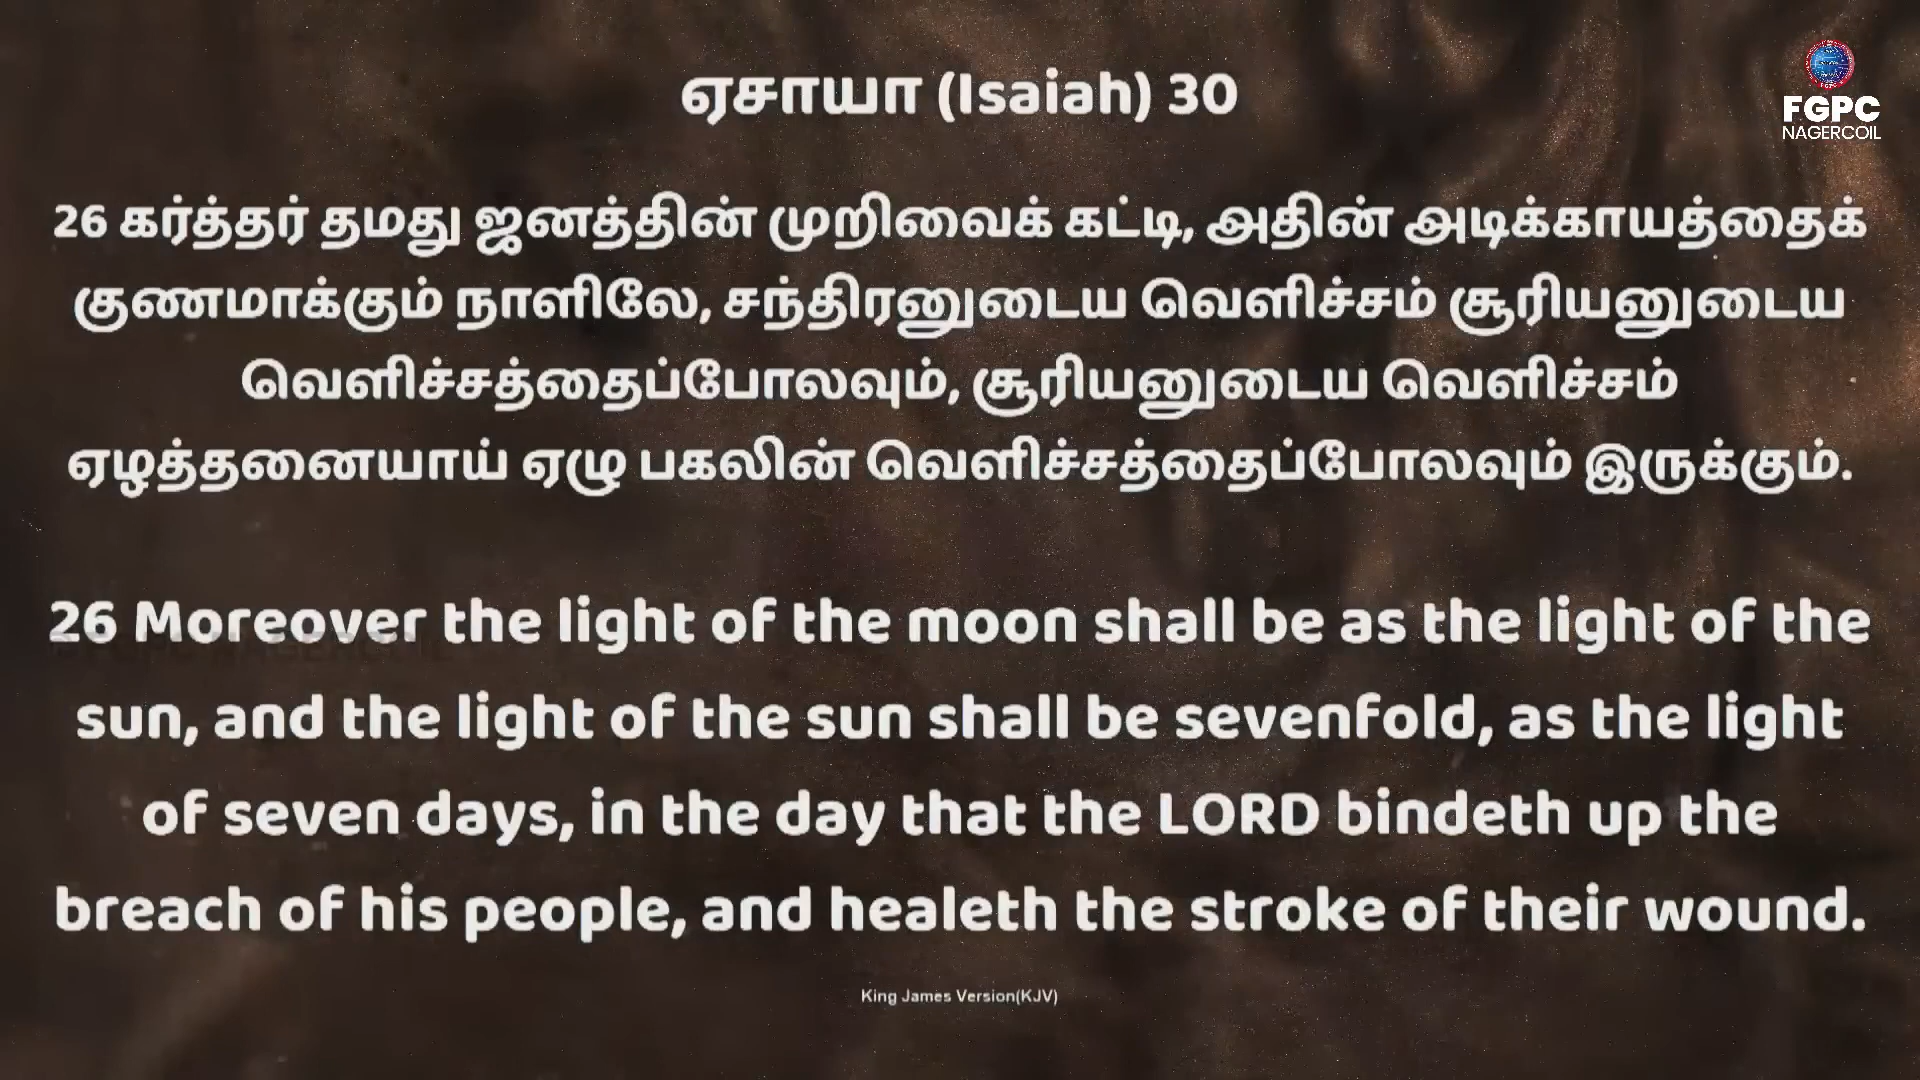 ஏசாயா (Isaiah) 30
FGPC
NAGERCOIL
26 கர்த்தர் தமது ஜனத்தின் முறிவைக் கட்டி, அதின் அடிக்காயத்தைக்
குணமாக்கும் நாளிலே, சந்திரனுடைய வெளிச்சம் சூரியனுடைய
வெளிச்சத்தைப்போலவும், சூரியனுடைய வெளிச்சம்
ஏழத்தனையாய் ஏழு பகலின் வெளிச்சத்தைப்போலவும் இருக்கும்.
26 Moreover the light of the moon shall be as the light of the
sun, and the light of the sun shall be sevenfold, as the light
of seven days, in the day that the LORD bindeth up the
breach of his people, and healeth the stroke of their wound.
King James Version(KJV)